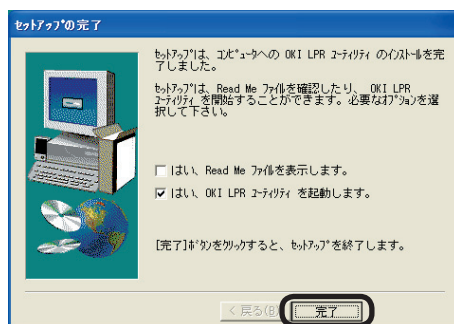 ｾｯﾄｱｯﾌﾟの完了
ｾｯﾄｱｯﾌﾟは、ｺﾝﾋﾟｭｰﾀへの OKI LPR ﾕｰﾃｨﾘﾃｨ のｲﾝｽﾄｰﾙを完
了しました。
ｾｯﾄｱｯﾌﾟは、Read Me ﾌｧｲﾙを確認したり、 OKI LPR
ﾕｰﾃｨﾘﾃｨ を開始することができます。必要なｵﾌﾟｼｮﾝを選
択して下さい。
はい、Read Me ﾌｧｲﾙを表示します。
はい、OKI LPR ﾕｰﾃｨﾘﾃｨ を起動します。
[完了]ﾎﾞﾀﾝをｸﾘｯｸすると、ｾｯﾄｱｯﾌﾟを終了します。
< 戻る(B) 完了